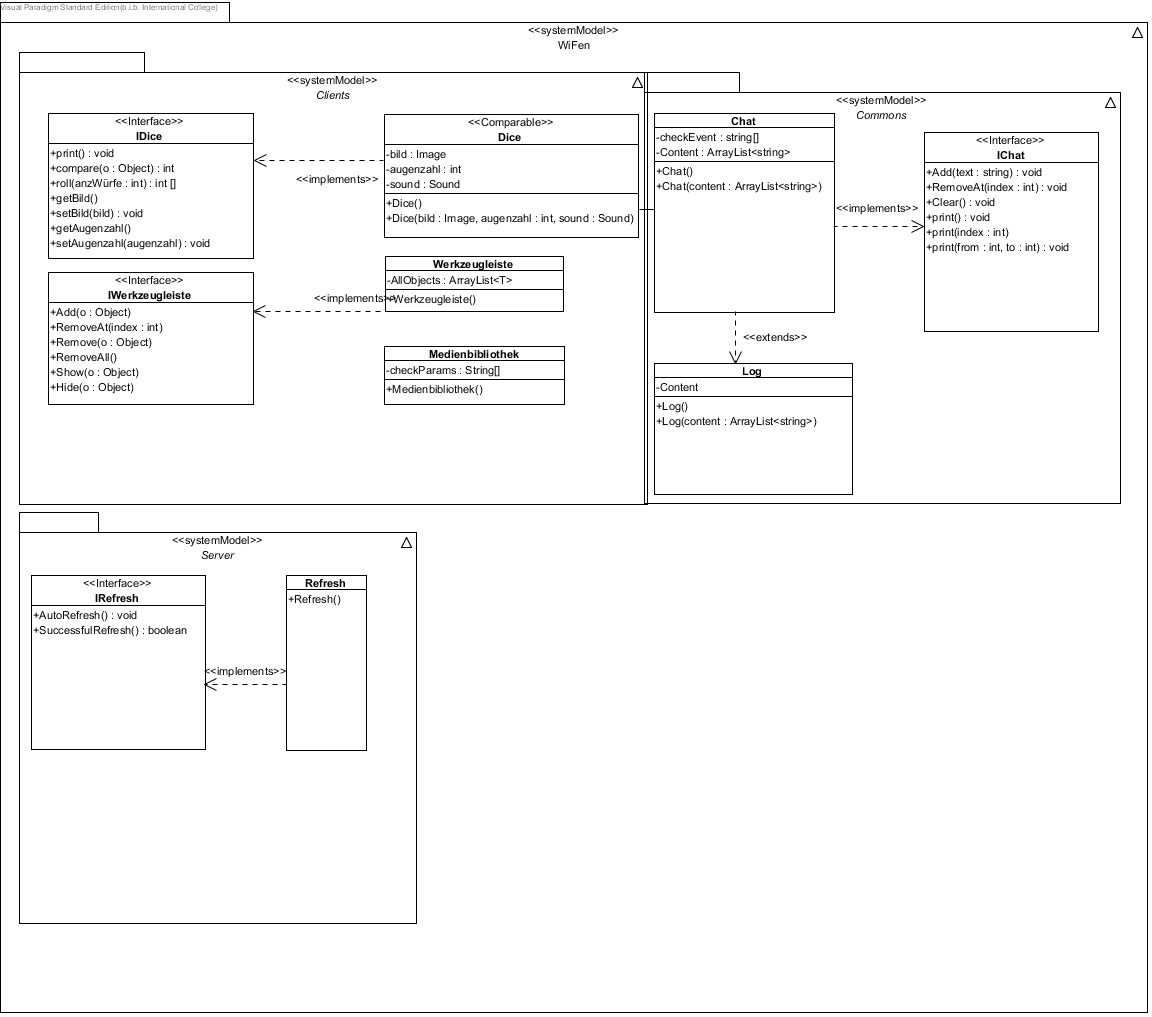 Visual Paradigm Standard Edition(b.i.b. International College)
<<systemModel>>
WiFen
<<systemModel>>
Clients
<<Interface>>
IDice
+print() : void
+compare(o : Object) : int
+roll(anzWürfe : int) : int []
+getBild()
+setBild(bild) : void
+getAugenzahl()
+setAugenzahl(augenzahl) : void
<<implements>>
<<Comparable>>
Dice
-bild : Image
-augenzahl : int
-sound : Sound
+Dice()
+Dice(bild : Image, augenzahl : int, sound : Sound)
<<Interface>>
IWerkzeugleiste
+Add(o : Object)
+RemoveAt(index : int)
+Remove(o : Object)
+RemoveAll()
+Show(o : Object)
+Hide(o : Object)
<<implements>>
Werkzeugleiste
-AllObjects : ArrayList<T>
+Werkzeugleiste()
Medienbibliothek
-checkParams : String[]
+Medienbibliothek()
<<systemModel>>
Commons
Chat
-checkEvent : string[]
-Content : ArrayList<string>
+Chat()
+Chat(content : ArrayList<string>)
<<implements>>
<<Interface>>
IChat
+Add(text : string) : void
+RemoveAt(index : int) : void
+Clear() : void
+print() : void
+print(index : int)
+print(from : int, to : int) : void
<<extends>>
Log
-Content
+Log()
+Log(content : ArrayList<string>)
<<systemModel>>
Server
<<Interface>>
IRefresh
+AutoRefresh() : void
+SuccessfulRefresh() : boolean
<<implements>>
Refresh
+Refresh()